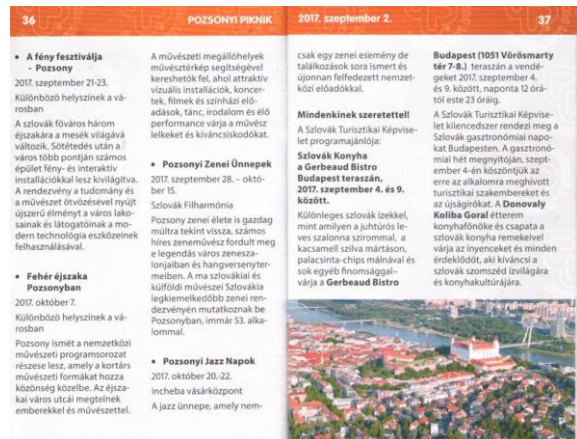 36 POZSONYI PIKNIK
• A fény fesztiválja
- Pozsony
2017. szeptember 21-23.
Különböző helyszínek a vá-
rosban
A szlovák főváros három
éjszakára a mesék világává
változik. Sötétedés után a
város több pontján számos
épület fény- és interaktív
installációkkal lesz kivilágítva.
A rendezvény a tudomány és
a művészet ötvözésével nyújt
újszerű élményt a város lako-
sainak és látogatóinak a mo-
dern technológia eszközeinek
felhasználásával.
• Fehér éjszaka
Pozsonyban
2017. október 7.
Különböző helyszínek a vá-
rosban
Pozsony ismét a nemzetközi
művészeti programsorozat
részese lesz, amely a kortárs
művészeti formákat hozza
közönség közelbe. Az éjsza-
kai város utcái megtelnek
emberekkel és művészettel.
A művészeti megállóhelyek
művésztérkép segítségével
kereshetők fel, ahol attraktív
vizuális installációk, koncer-
tek, filmek és színházi elő-
adások, tánc, irodalom és élő
performance várja a művész
lelkeket és kíváncsiskodókat.
• Pozsonyi Zenei Ünnepek
2017. szeptember 28. – októ-
ber 15.
Szlovák Filharmónia
Pozsony zenei élete is gazdag
múltra tekint vissza, számos
híres zeneművész fordult meg
e legendás város zenesza-
lonjaiban és hangversenyter-
meiben. A ma szlovákiai és
külföldi művészei Szlovákia
legkiemelkedőbb zenei ren-
dezvényén mutatkoznak be
Pozsonyban, immár 53. alka-
lommal.
• Pozsonyi Jazz Napok
2017. október 20.-22.
Incheba vásárközpont
A jazz ünnepe, amely nem-
2017. szeptember 2. 37
csak egy zenei esemény de
találkozások sora ismert és
újonnan felfedezett nemzet-
közi előadókkal.
Mindenkinek szeretettel!
A Szlovák Turisztikai Képvise-
let programajánlója:
Szlovák Konyha
a Gerbeaud Bistro
Budapest teraszán,
2017. szeptember 4. és 9.
között.
Különleges szlovák ízekkel,
mint amilyen a juhtúrós le-
ves szalonna szirommal, a
kacsamell szilva mártáson,
palacsinta-chips málnával és
sok egyéb finomsággal–
várja a Gerbeaud Bistro
Budapest (1051 Vörösmarty
tér 7-8.) teraszán a vendé-
geket 2017. szeptember 4.
és 9. között, naponta 12 órá-
tól este 23 óráig.
A Szlovák Turisztikai Képvise-
let kilencedszer rendezi meg a
Szlovák gasztronómiai napo-
kat Budapesten. A gasztronó-
miai hét megnyitóján, szept-
ember 4-én köszöntjük az
erre az alkalomra meghívott
turisztikai szakembereket és
az újságírókat. A Donovaly
Koliba Goral étterem
konyhafőnöke és csapata a
szlovák konyha remekeivel
várja az ínyenceket és minden
érdeklődőt, aki kíváncsi a
szlovák szomszéd ízvilágára
és konyhakultúrájára.